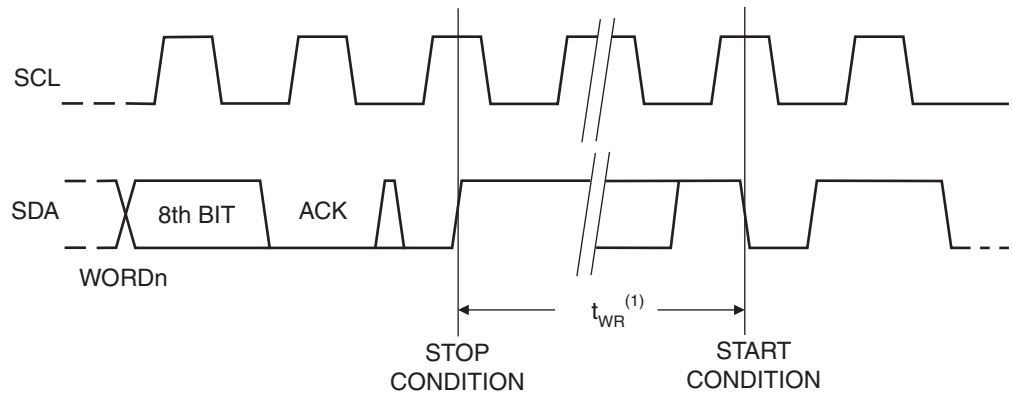 SCL
SDA
8th BIT
ACK
WORDn
tWR(1)
STOP
CONDITION
START
CONDITION